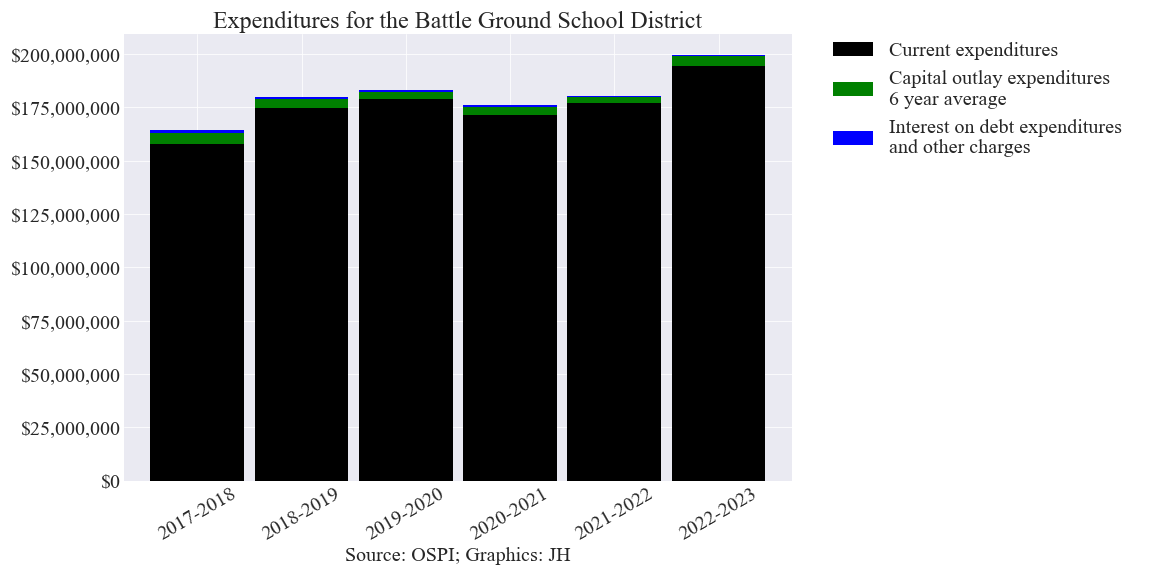 Expenditures for the Battle Ground School District
$200,000,000
$175,000,000
$150,000,000
$125,000,000
$100,000,000
$75,000,000
$50,000,000
$25,000,000
$0
2017-2018
2018-2019
2019-2020
2020-2021
2021-2022
2022-2023
Source: OSPI; Graphics: JH
Current expenditures
Capital outlay expenditures
6 year average
Interest on debt expenditures
and other charges